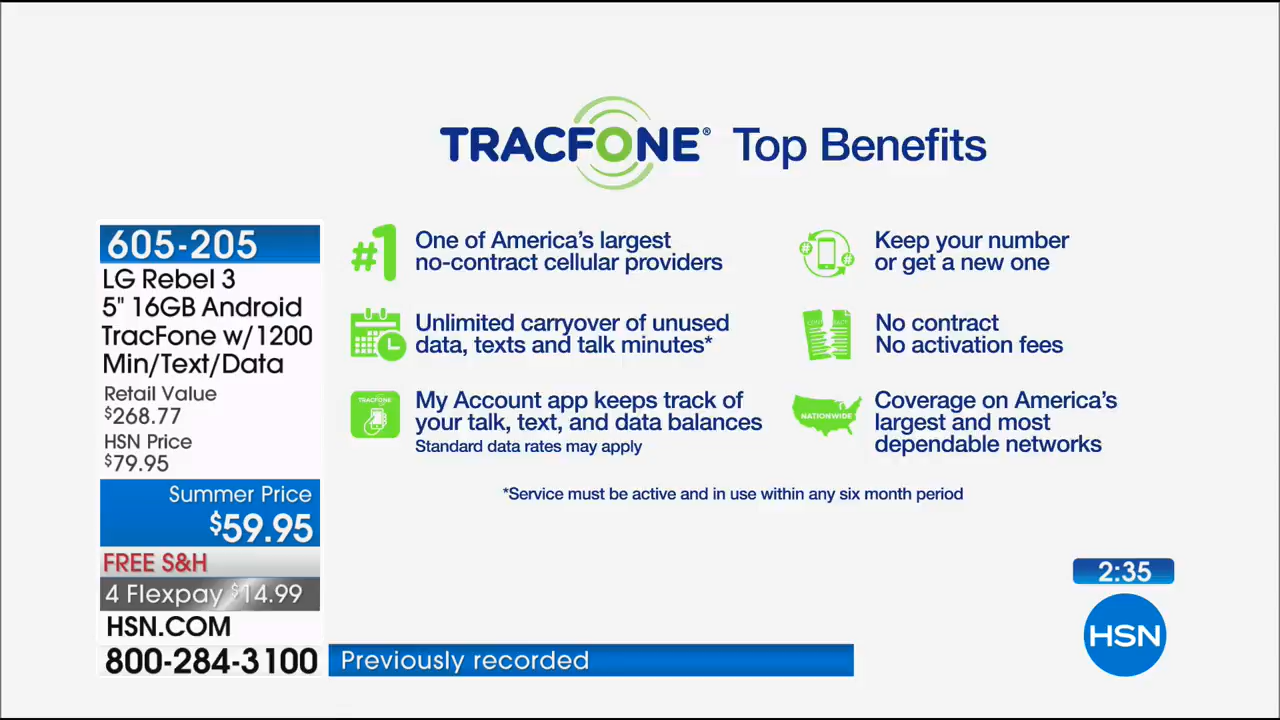 TRACFONE® Top Benefits
605-205
LG Rebel 3
5" 16GB Android
TracFone w/1200
Min/Text/Data
Retail Value
$268.77
HSN Price
$79.95
Summer Price
$59.95
FREE S&H
4 Flexpay $14.99
HSN.COM
800-284-3100
#1
One of America's largest
no-contract cellular providers
Unlimited carryover of unused
data, texts and talk minutes*
TRACFONE
My Account app keeps track of
your talk, text, and data balances
Standard data rates may apply
# #
Keep your number
or get a new one
No contract
No activation fees
NATIONWIDE
Coverage on America's
largest and most
dependable networks
*Service must be active and in use within any six month period
2:35
HSN
Previously recorded